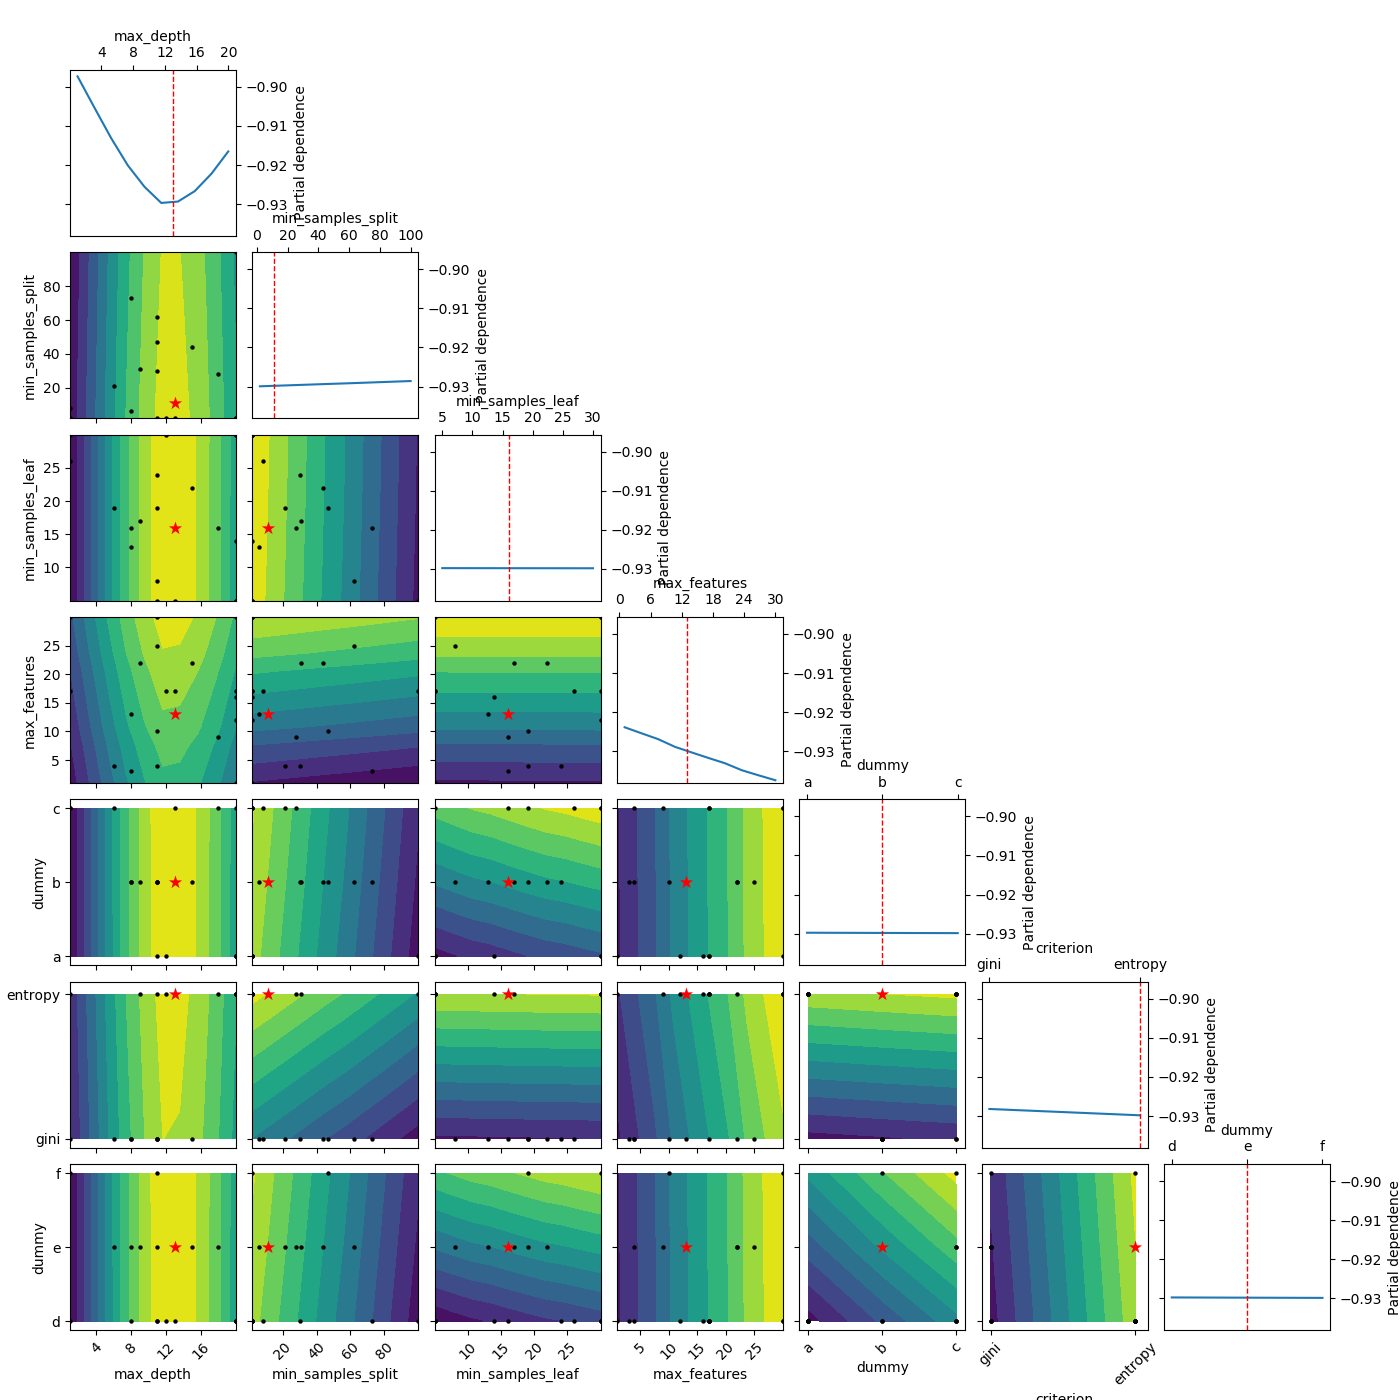 max_depth
4 8 12 16 20
−0.90
−0.91
−0.92
−0.93
Partial dependence
min_samples_split
0 20 40 60 80 100
80
60
40
20
min_samples_split
−0.90
−0.91
−0.92
−0.93
Partial dependence
min_samples_leaf
5 10 15 20 25 30
25
20
15
10
min_samples_leaf
−0.90
−0.91
−0.92
−0.93
Partial dependence
max_features
0 6 12 18 24 30
25
20
15
10
5
max_features
−0.90
−0.91
−0.92
−0.93
Partial dependence
dummy
a b c
c
b
a
dummy
−0.90
−0.91
−0.92
−0.93
Partial dependence
criterion
gini entropy
entropy
gini
−0.90
−0.91
−0.92
−0.93
Partial dependence
dummy
d e f
f
e
d
dummy
−0.90
−0.91
−0.92
−0.93
Partial dependence
4 8 12 16
max_depth
20 40 60 80
min_samples_split
10 15 20 25
min_samples_leaf
5 10 15 20 25
max_features
a b c
dummy
gini entropy
criterion